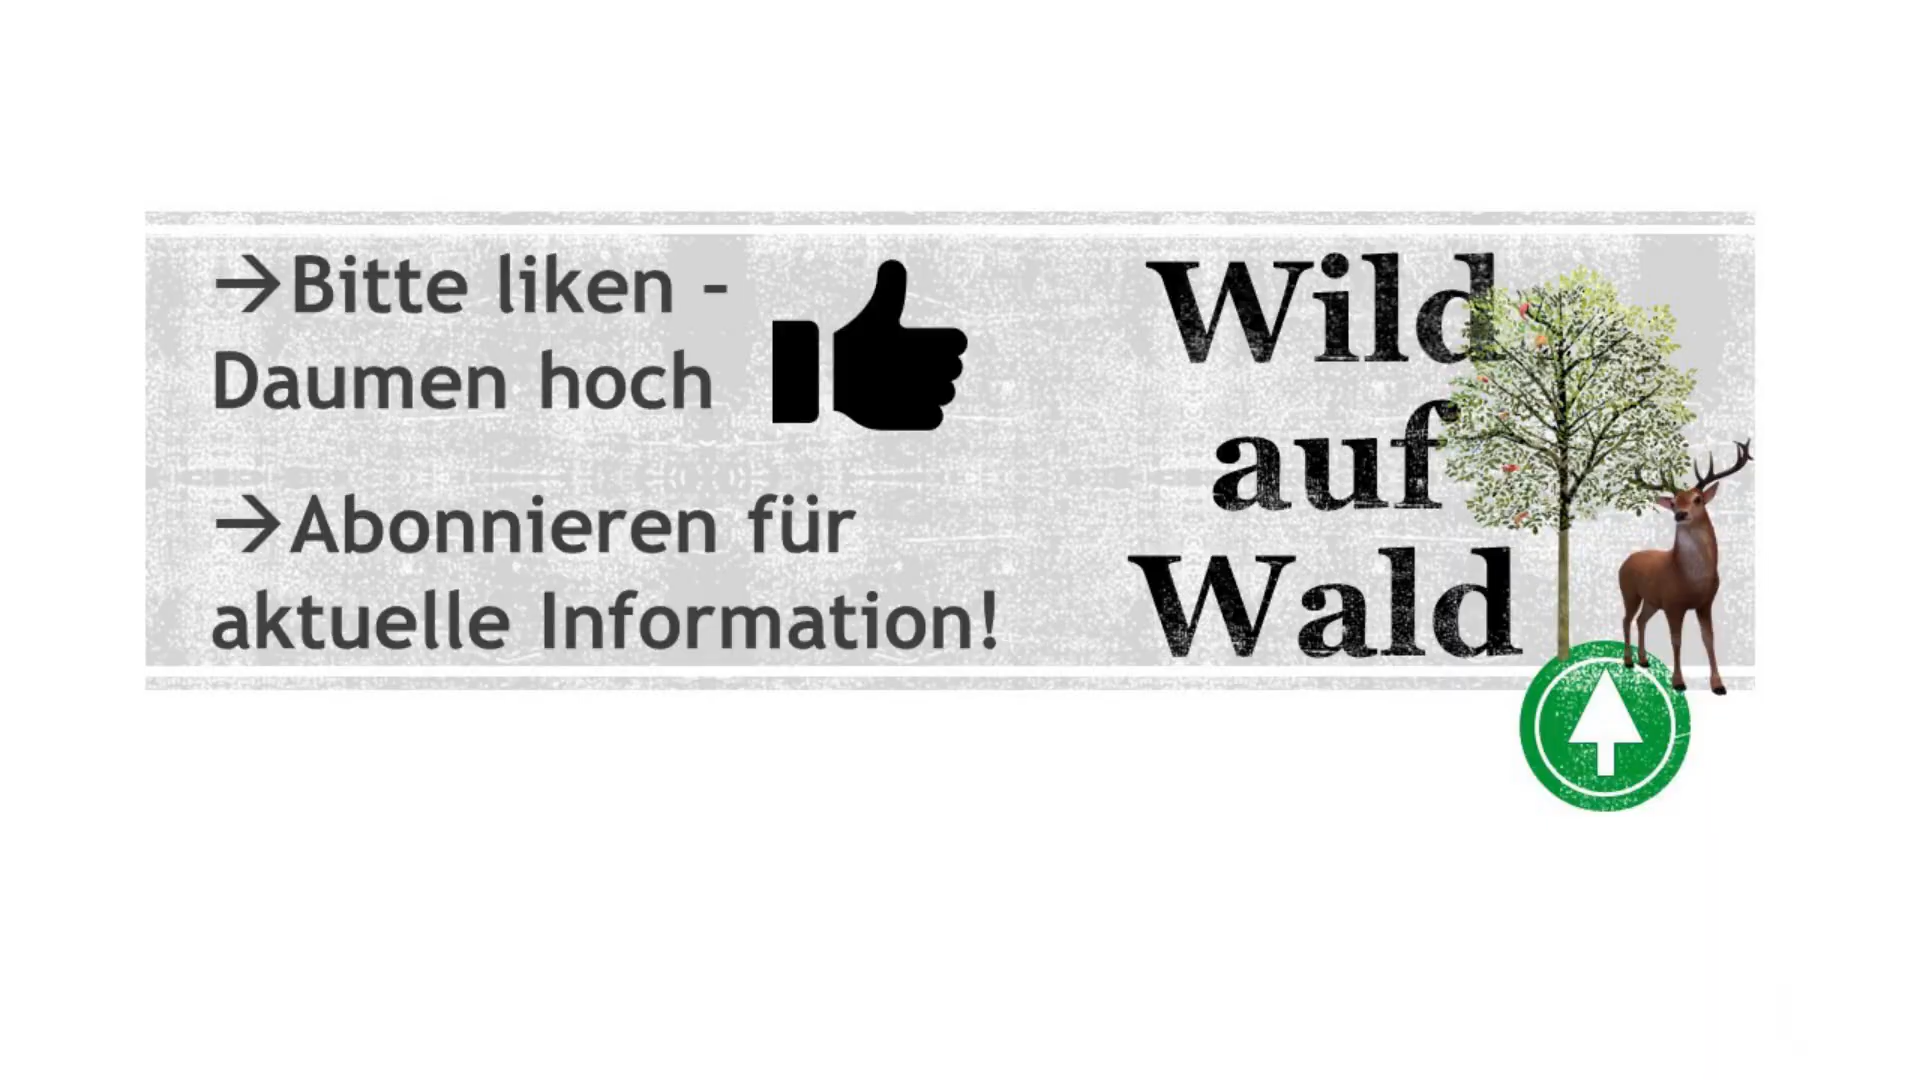 →Bitte liken –
Daumen hoch
→Abonnieren für
aktuelle Information!
Wild
auf
Wald